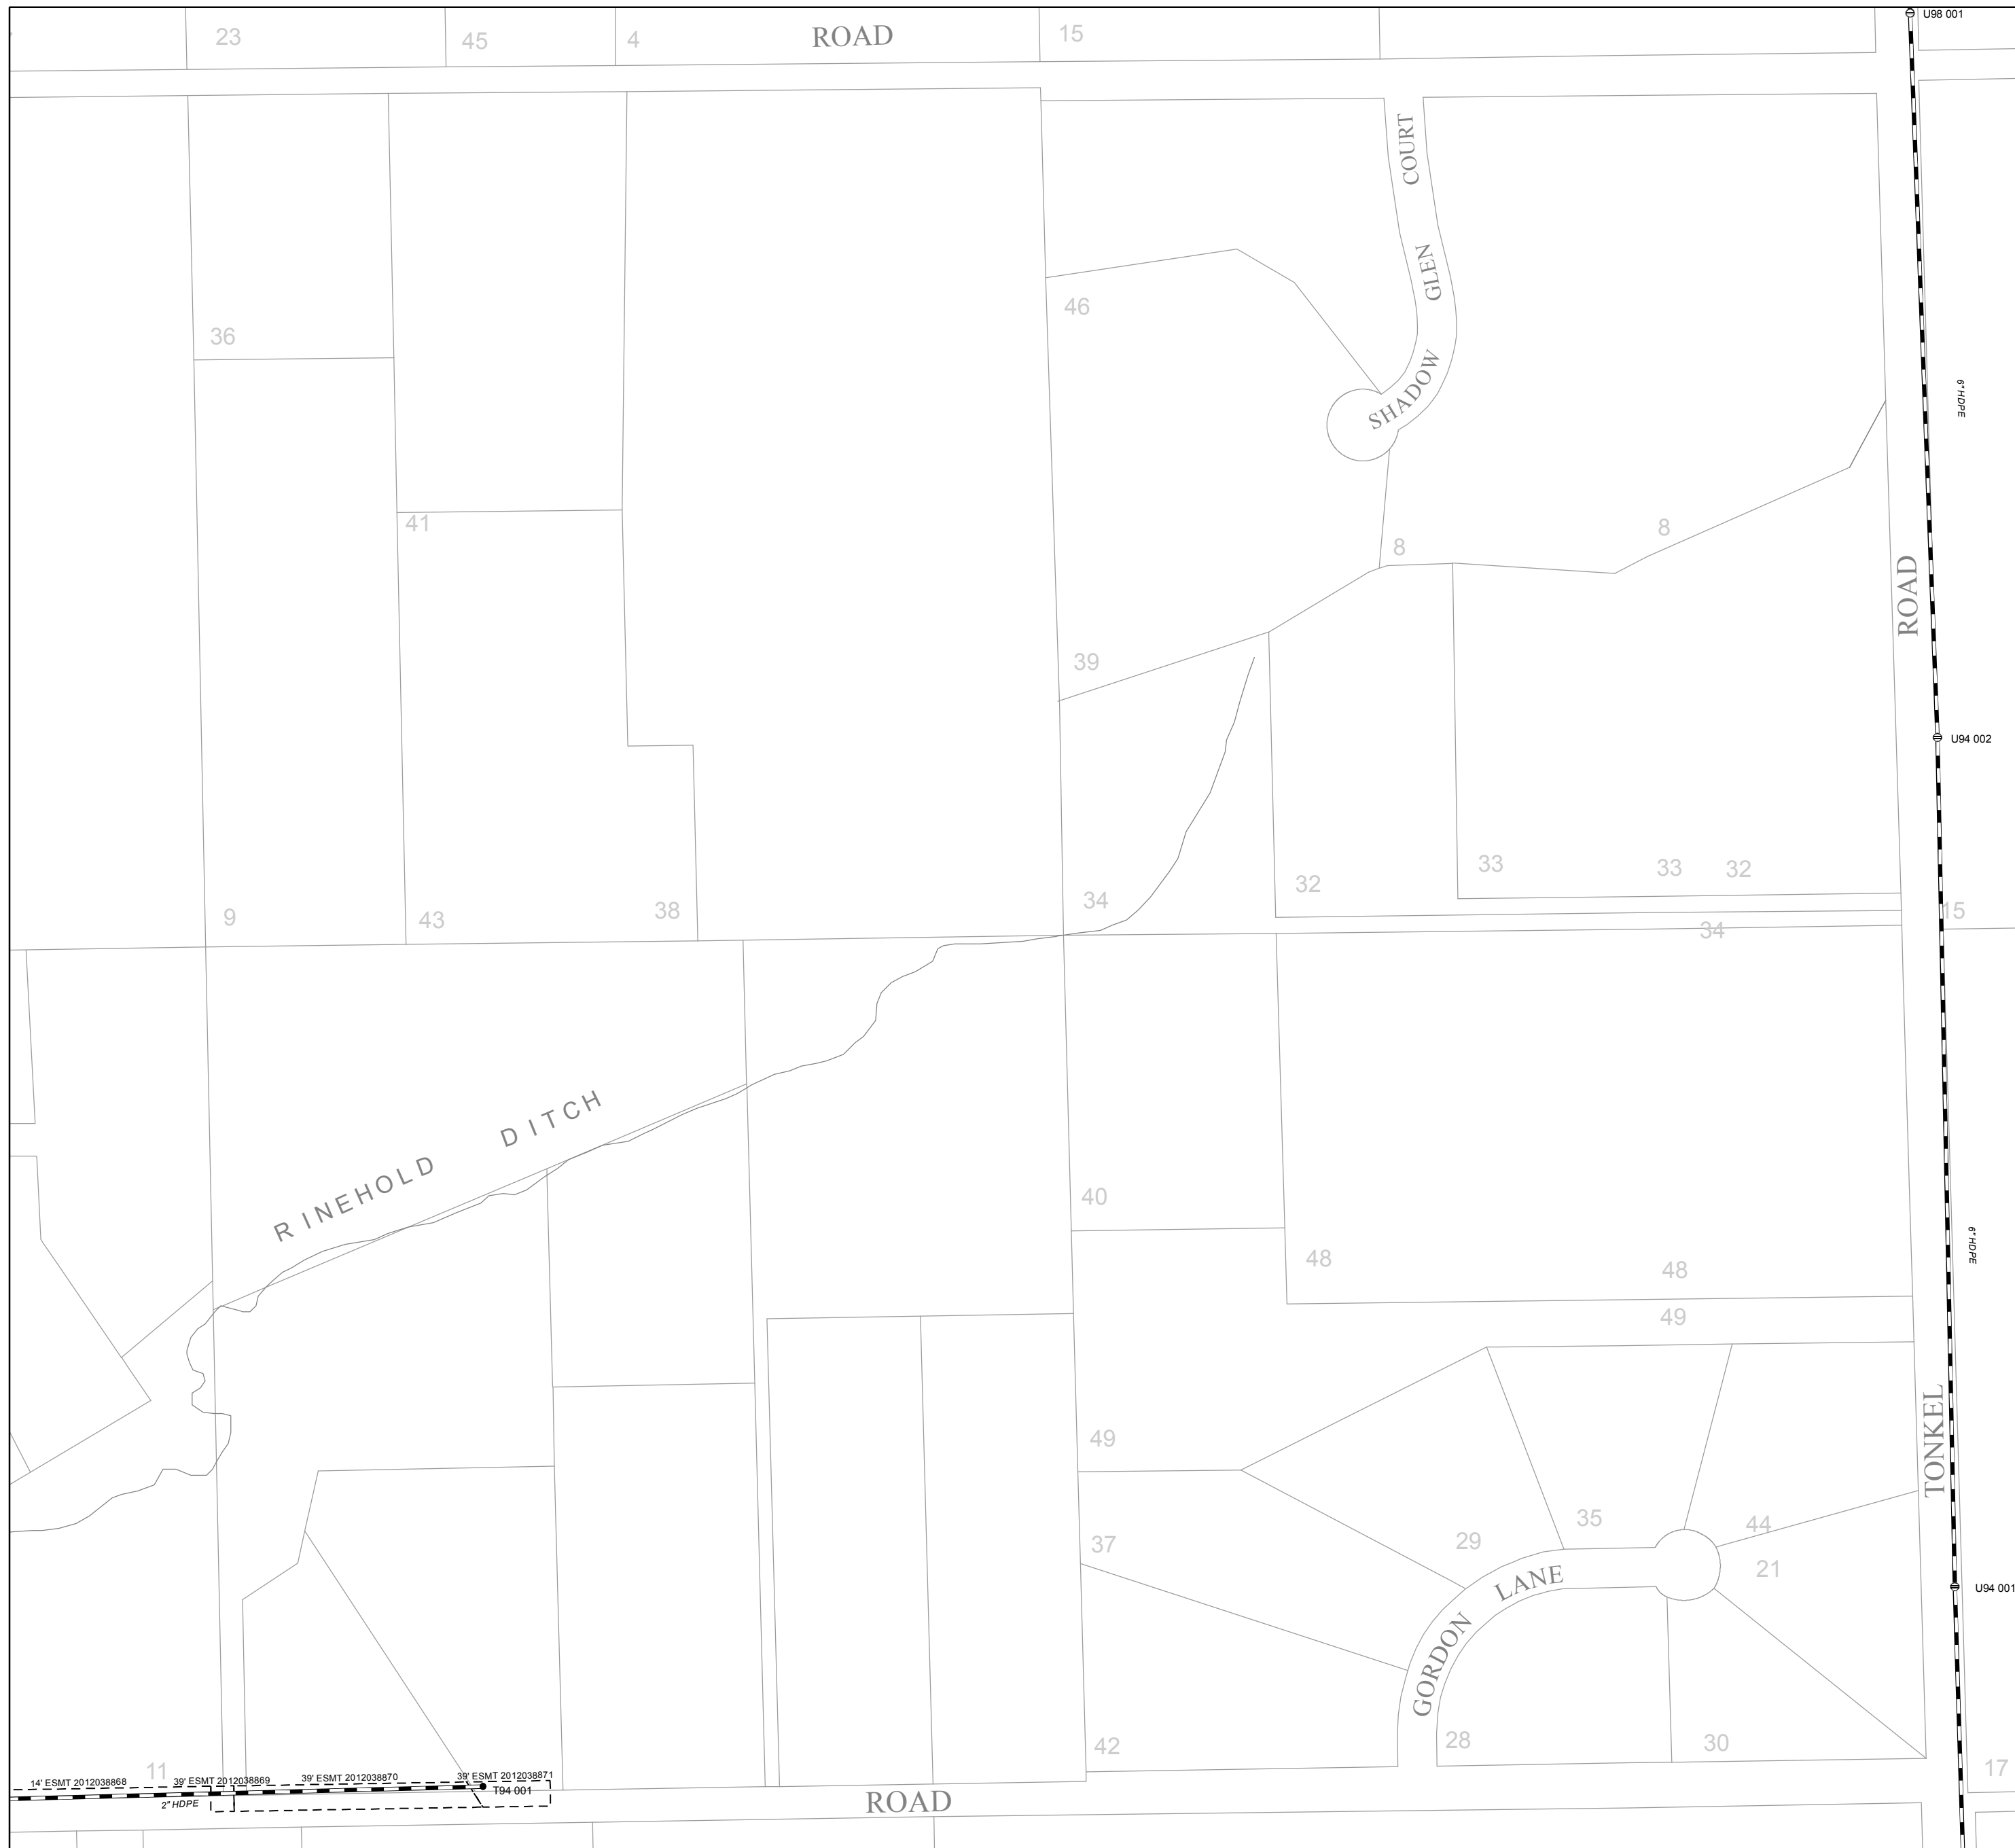 23
45
4
ROAD
15
U98 001
COURT
GLEN
SHADOW
46
36
6" HDPE
41
8
8
ROAD
39
U94 002
9
43
38
34
32
33
33
32
15
34
RINEHOLD DITCH
40
48
48
6" HDPE
49
49
TONKEL
37
29
35
44
21
U94 001
GORDON LANE
42
28
30
17
11
14' ESMT 2012038868
39' ESMT 2012038869
39' ESMT 2012038870
39' ESMT 2012038871
T94 001
2" HDPE
ROAD